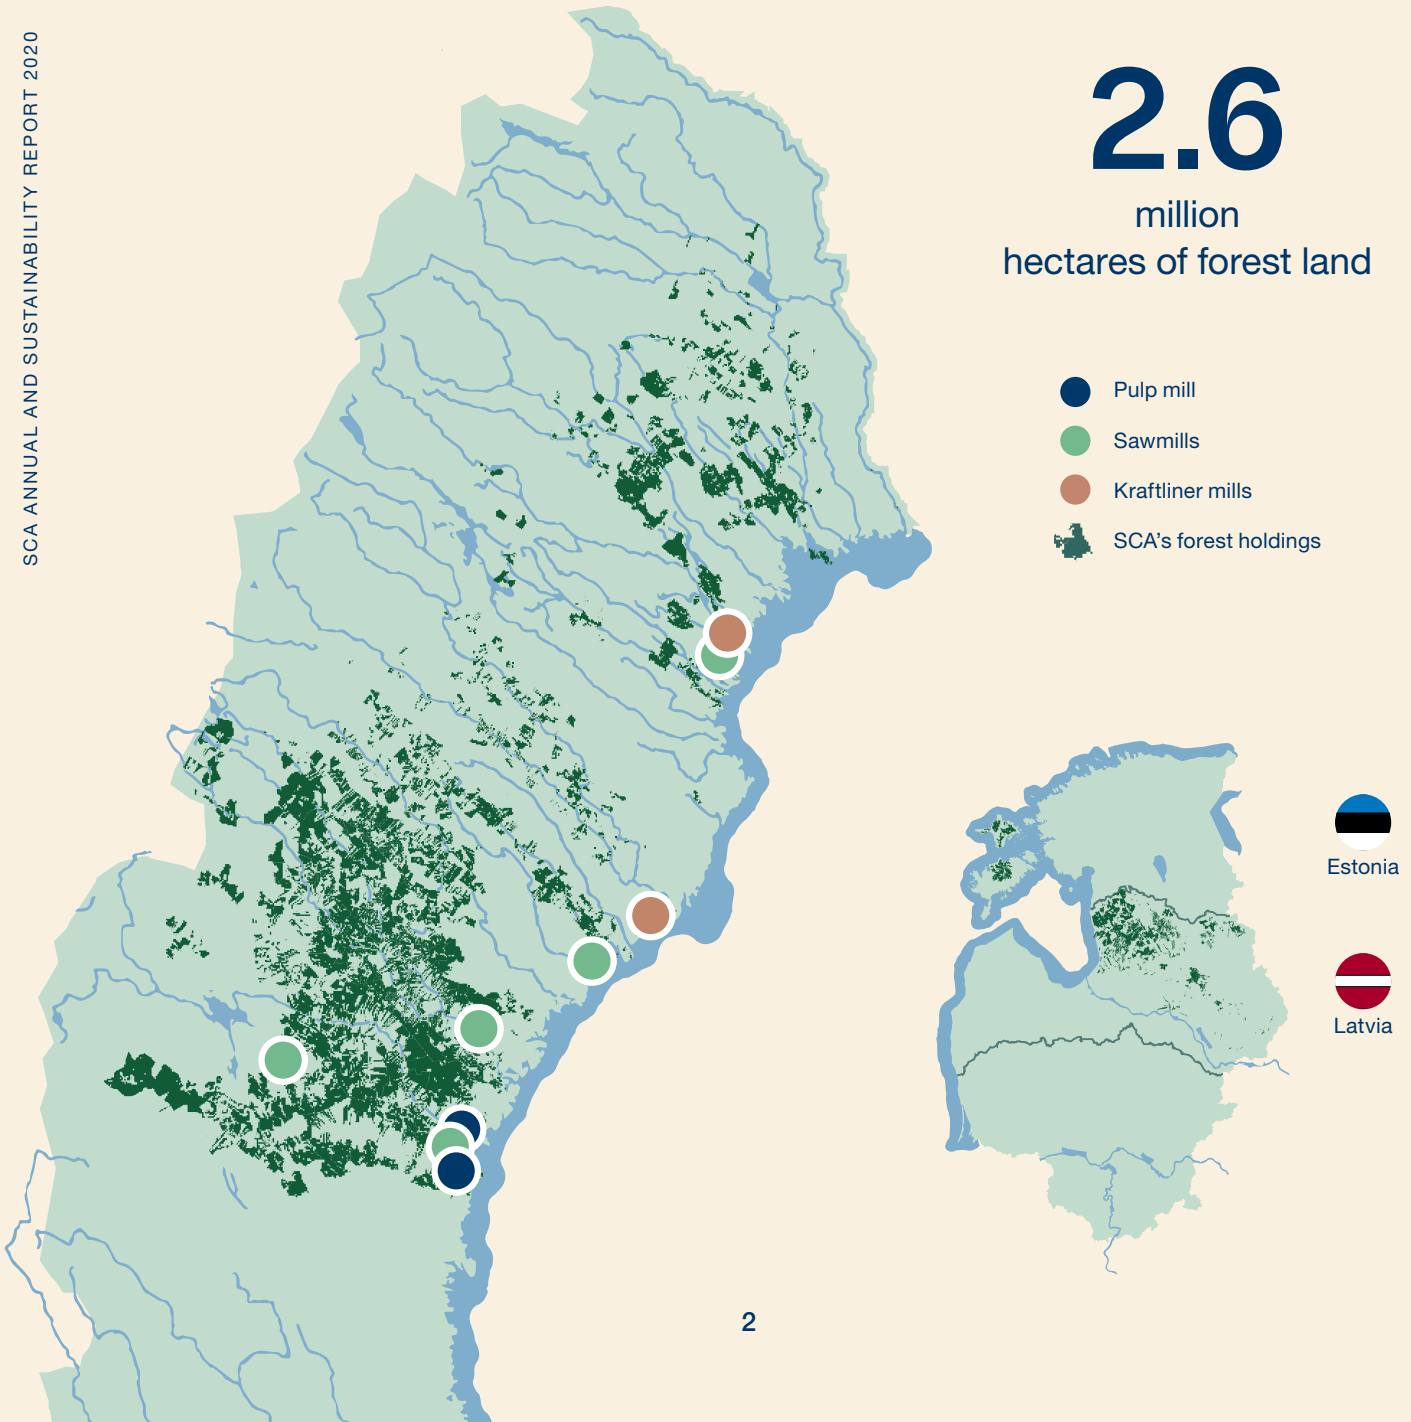 SCA ANNUAL AND SUSTAINABILITY REPORT 2020
2.6
million
hectares of forest land
Pulp mill
Sawmills
Kraftliner mills
SCA’s forest holdings
Estonia
Latvia
2